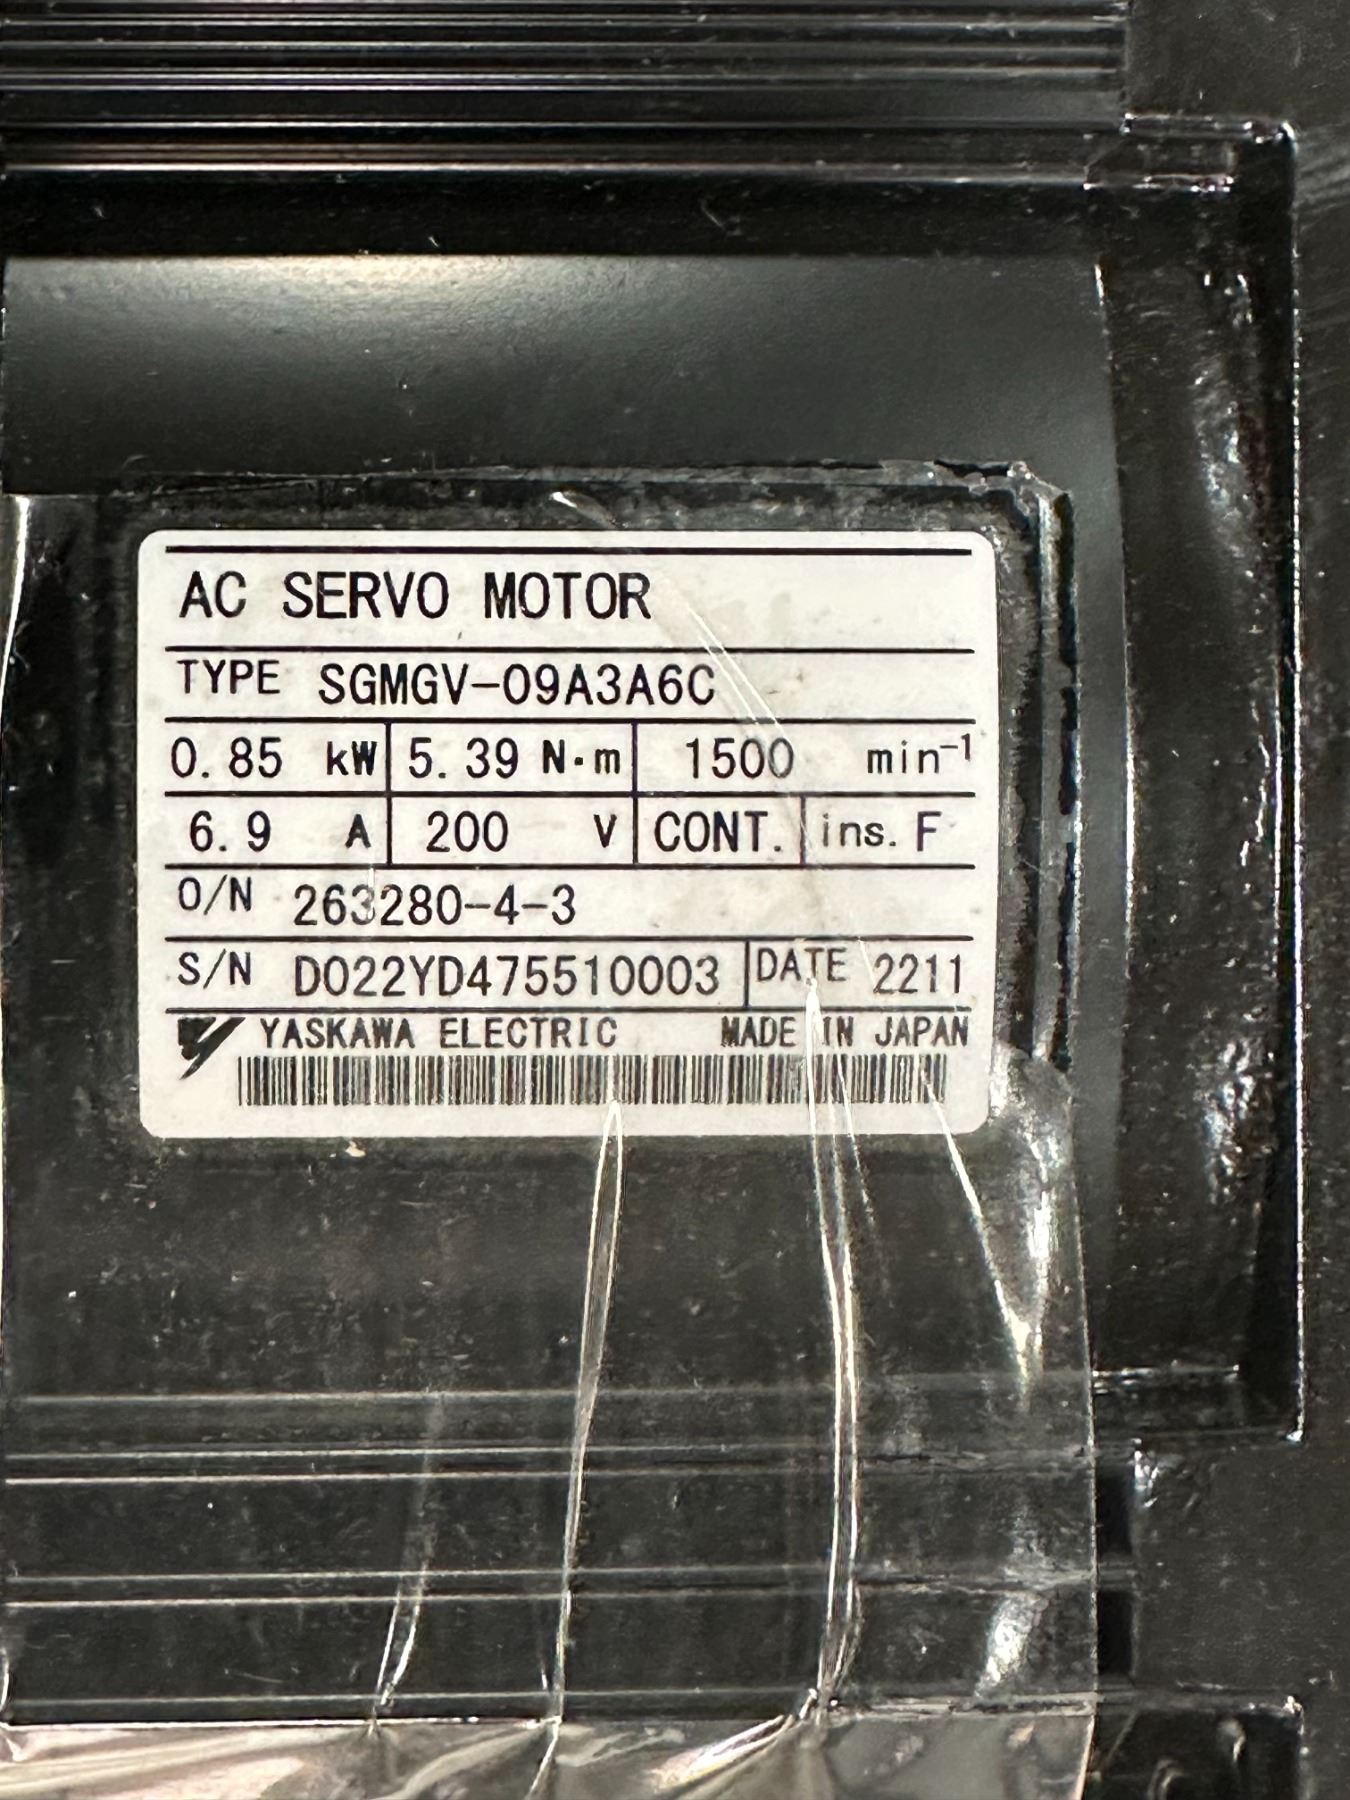 AC SERVO MOTOR
TYPE SGMGV-09A3A6C
0.85 kW 5.39 N·m 1500 min⁻¹
6.9 A 200 V CONT. ins. F
O/N 263280-4-3
S/N D022YD475510003 DATE 2211
YASKAWA ELECTRIC MADE IN JAPAN